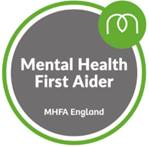 Mental Health
First Aider
MHFA England